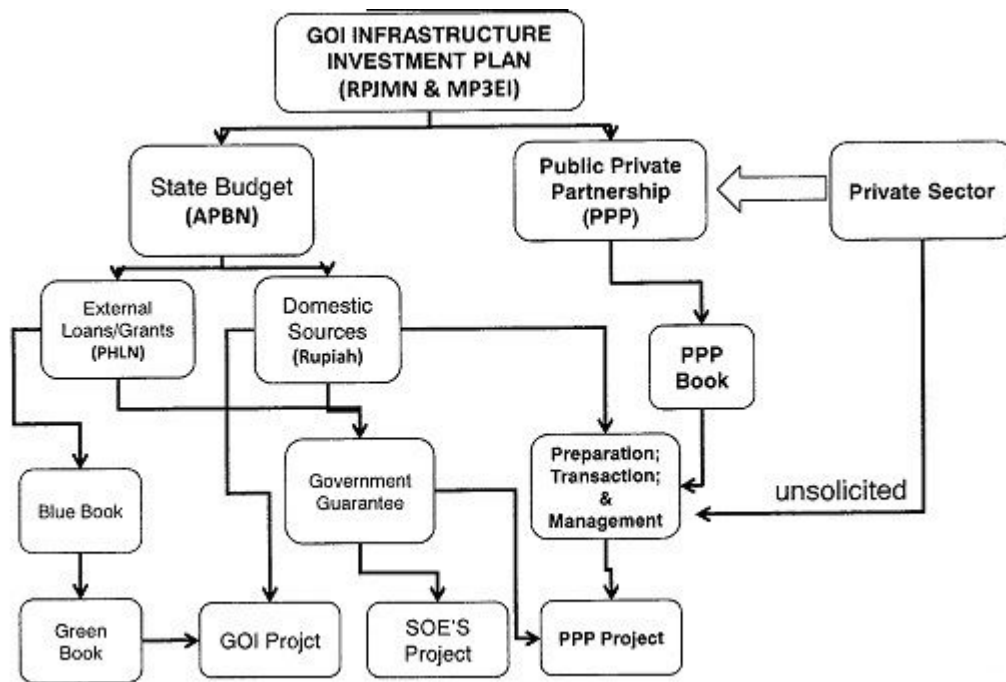 GOI INFRASTRUCTURE
INVESTMENT PLAN
(RPJMN & MP3EI)
State Budget
(APBN)
Public Private
Partnership
(PPP)
Private Sector
External
Loans/Grants
(PHLN)
Domestic
Sources
(Rupiah)
PPP
Book
Blue Book
Government
Guarantee
Preparation;
Transaction;
&
Management
unsolicited
Green
Book
GOI Projct
SOE'S
Project
PPP Project